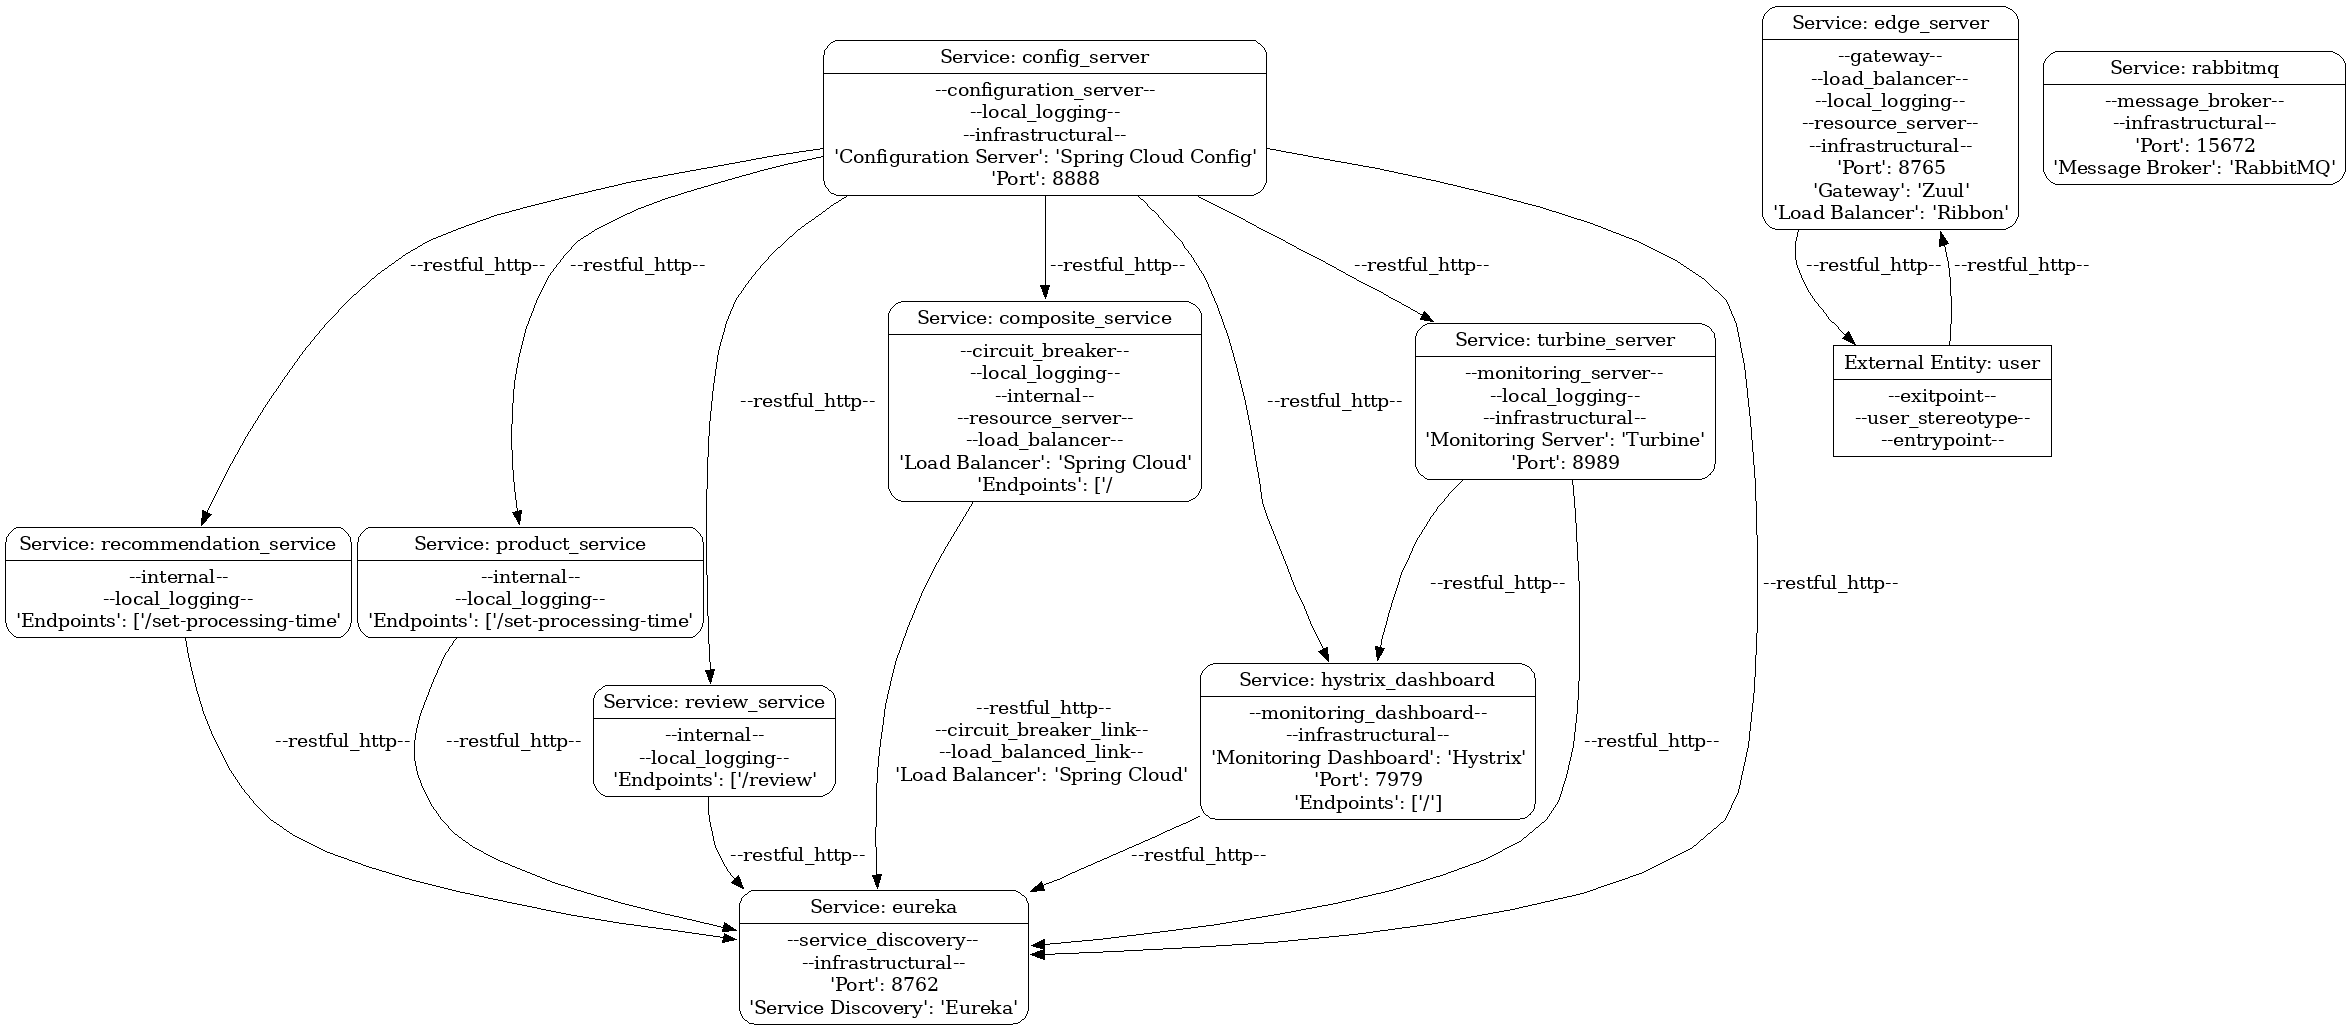 Service: edge_server
--gateway--
--load_balancer--
--local_logging--
--resource_server--
--infrastructural--
'Port': 8765
'Gateway': 'Zuul'
'Load Balancer': 'Ribbon'
Service: config_server
--configuration_server--
--local_logging--
--infrastructural--
'Configuration Server': 'Spring Cloud Config'
'Port': 8888
Service: rabbitmq
--message_broker--
--infrastructural--
'Port': 15672
'Message Broker': 'RabbitMQ'
--restful_http--
--restful_http--
--restful_http--
--restful_http--
--restful_http--
--restful_http--
Service: composite_service
--circuit_breaker--
--local_logging--
--internal--
--resource_server--
--load_balancer--
'Load Balancer': 'Spring Cloud'
'Endpoints': ['/
Service: turbine_server
--monitoring_server--
--local_logging--
--infrastructural--
'Monitoring Server': 'Turbine'
'Port': 8989
External Entity: user
--exitpoint--
--user_stereotype--
--entrypoint--
--restful_http--
--restful_http--
Service: recommendation_service
--internal--
--local_logging--
'Endpoints': ['/set-processing-time'
Service: product_service
--internal--
--local_logging--
'Endpoints': ['/set-processing-time'
--restful_http--
--restful_http--
Service: review_service
--internal--
--local_logging--
'Endpoints': ['/review'
--restful_http--
--circuit_breaker_link--
--load_balanced_link--
'Load Balancer': 'Spring Cloud'
Service: hystrix_dashboard
--monitoring_dashboard--
--infrastructural--
'Monitoring Dashboard': 'Hystrix'
'Port': 7979
'Endpoints': ['/']
--restful_http--
--restful_http--
--restful_http--
--restful_http--
--restful_http--
Service: eureka
--service_discovery--
--infrastructural--
'Port': 8762
'Service Discovery': 'Eureka'